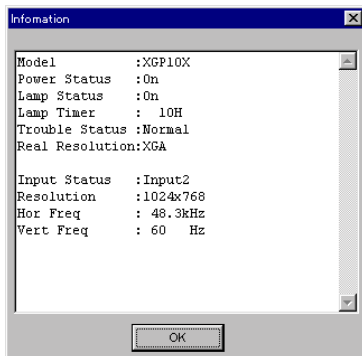 Infomation
Model :XGP10X
Power Status :On
Lamp Status :On
Lamp Timer : 10H
Trouble Status :Normal
Real Resolution:XGA
Input Status :Input2
Resolution :1024x768
Hor Freq : 48.3kHz
Vert Freq : 60 Hz
OK